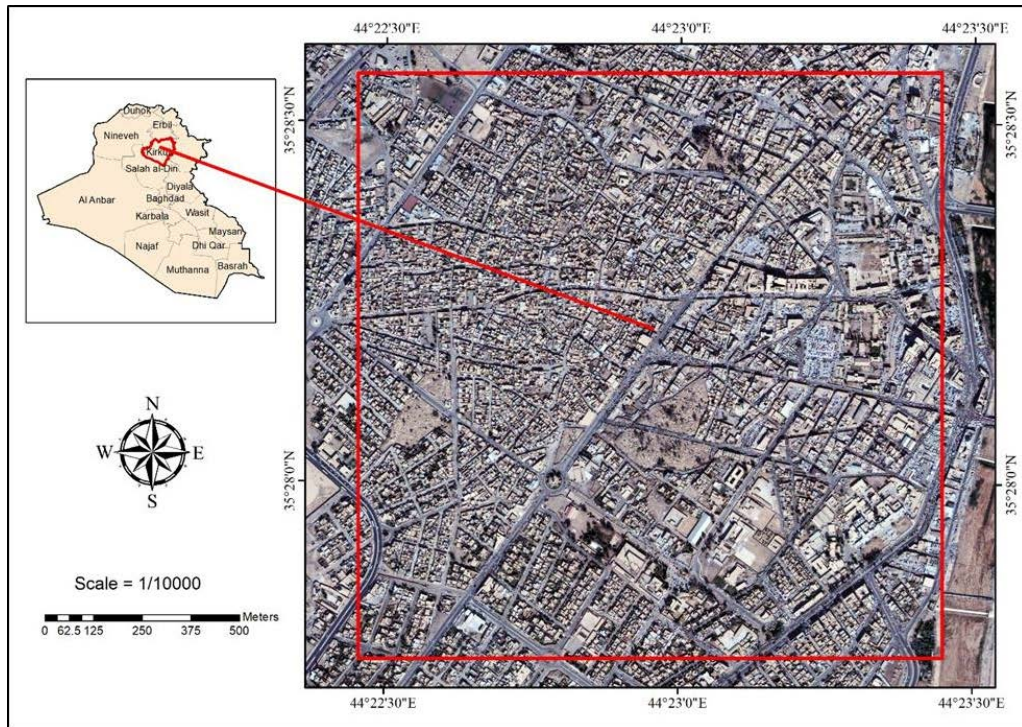 44°22'30"E 44°23'0"E 44°23'30"E
35°28'30"N 35°28'30"N
Duhok
Erbil
Nineveh
Kirkuk
Salah al-Din
Diyala
Al Anbar
Baghdad
Karbala
Wasit
Maysan
Najaf
Dhi Qar
Muthanna
Basrah
N
W E
S
35°28'0"N 35°28'0"N
Scale = 1/10000
Meters
0 62.5 125 250 375 500
44°22'30"E 44°23'0"E 44°23'30"E